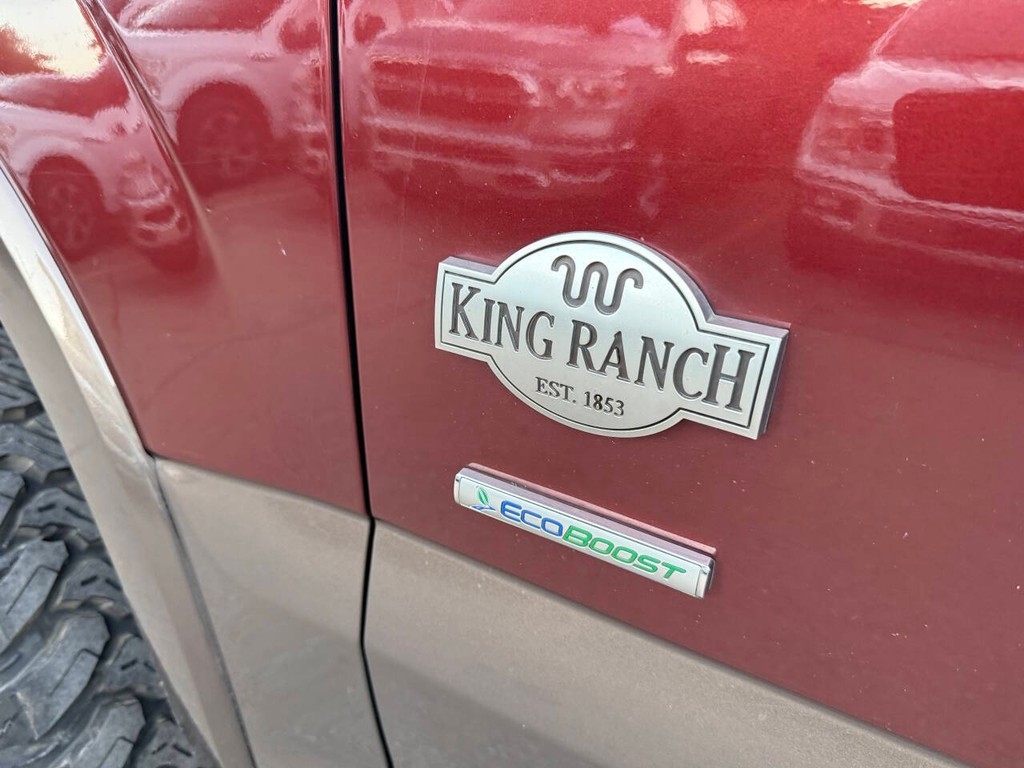 KING RANCH
EST. 1853
ECOBOOST